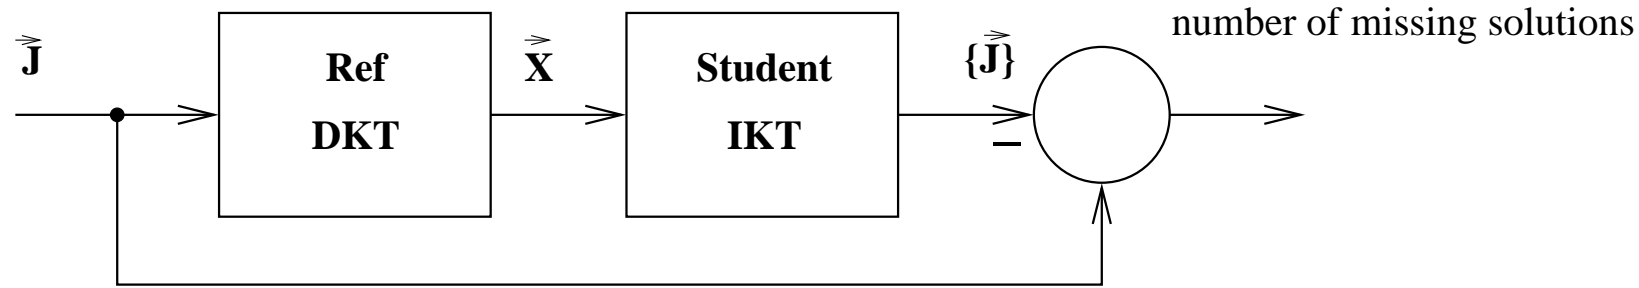 number of missing solutions
J⃗
Ref
DKT
X⃗
Student
IKT
{J⃗}
−